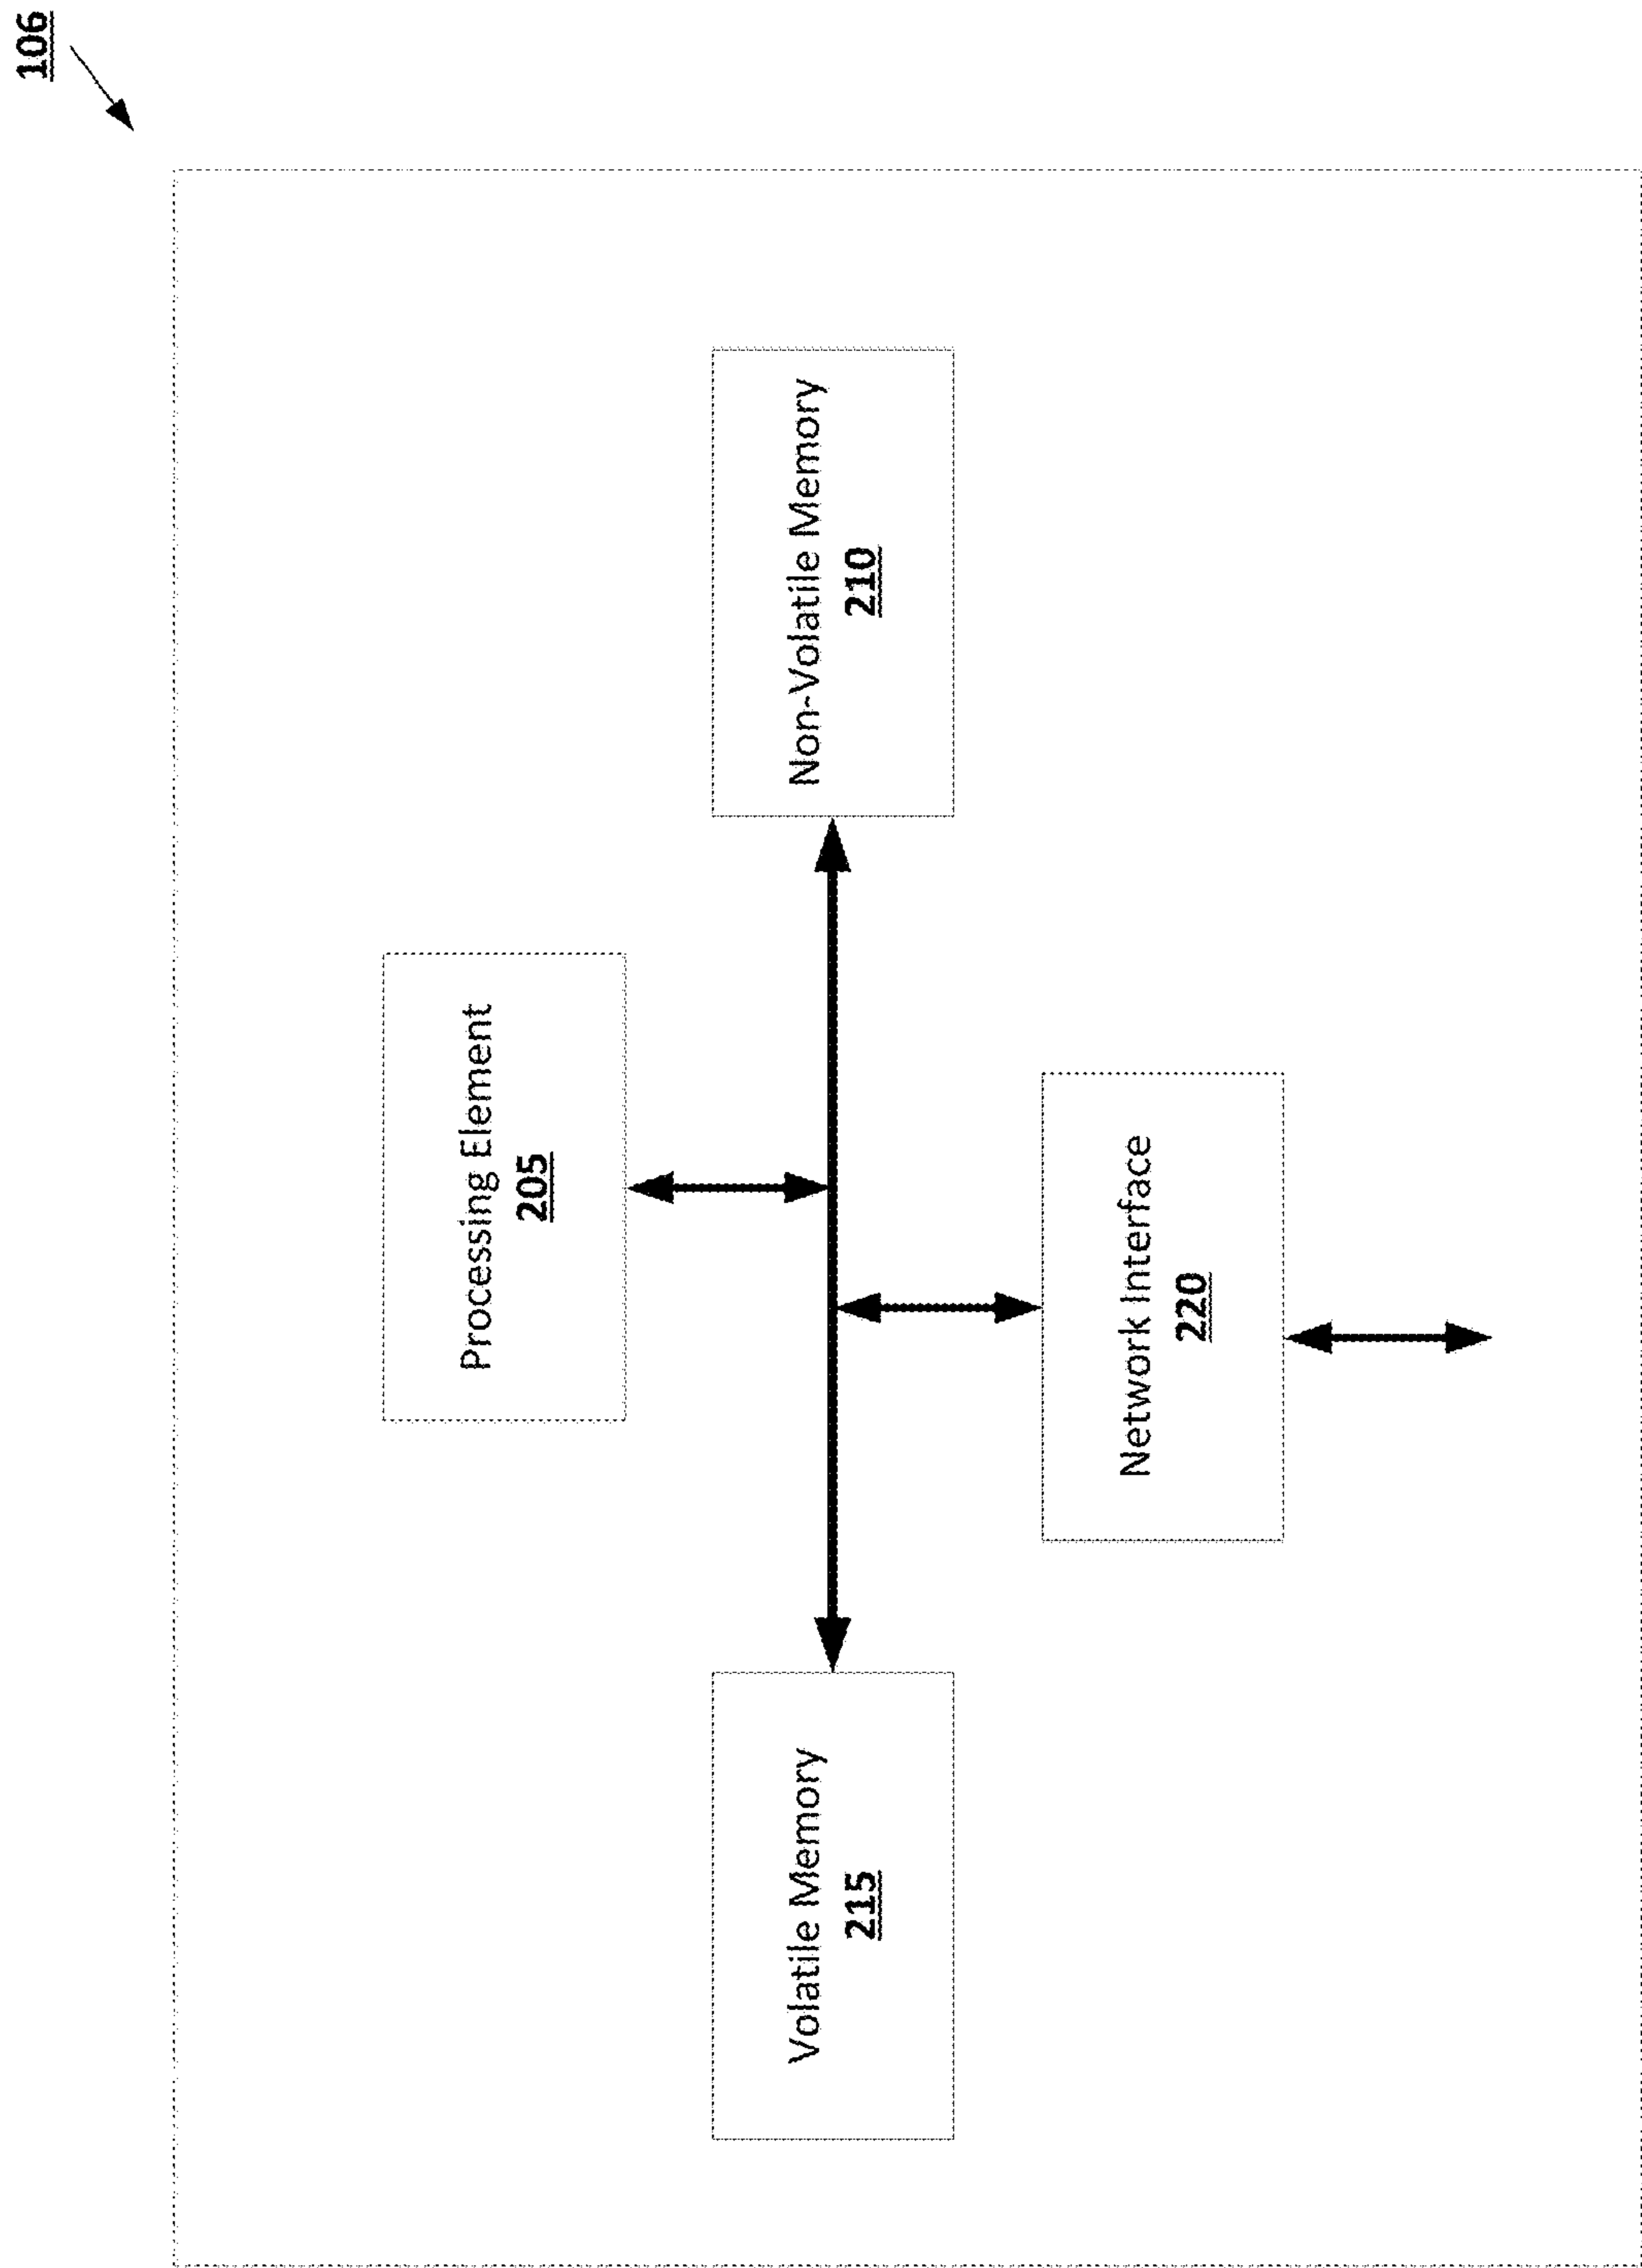 106
Processing Element
205
Volatile Memory
215
Non-Volatile Memory
210
Network Interface
220